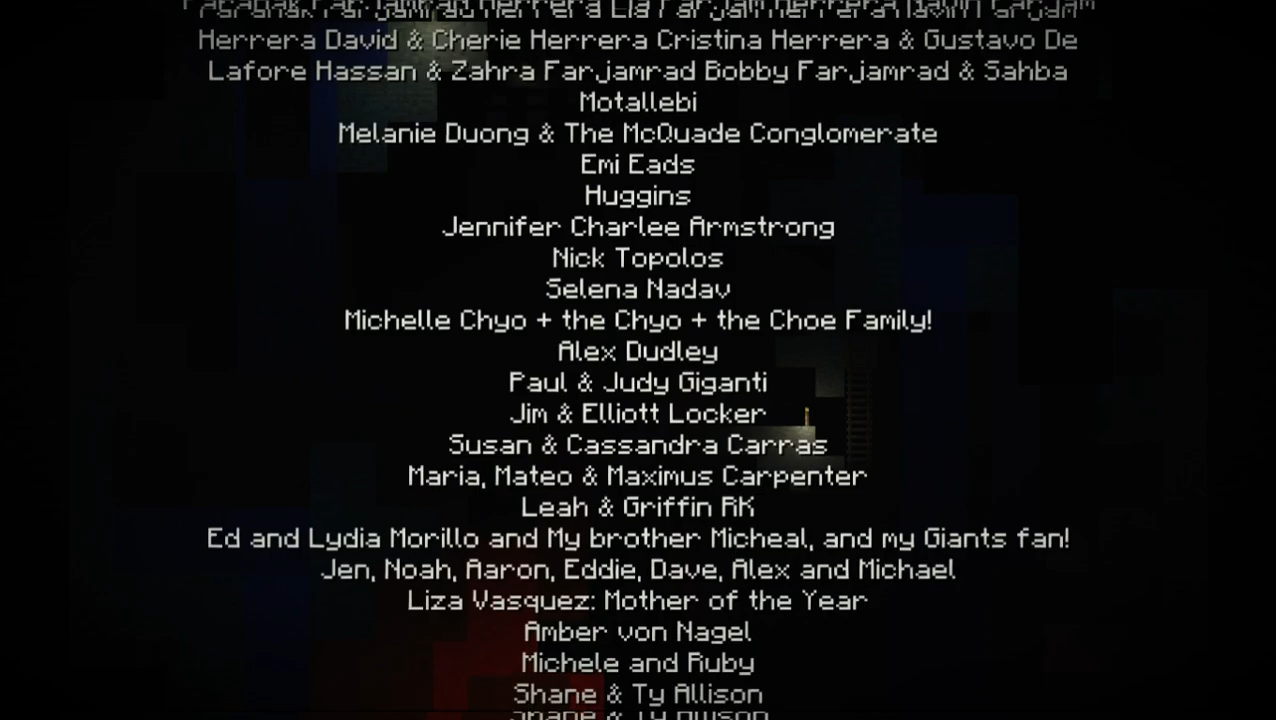 Herrera David & Cherie Herrera Cristina Herrera & Gustavo De
Lafore Hassan & Zahra Farjamrad Bobby Farjamrad & Sahba
Motallebi
Melanie Duong & The McQuade Conglomerate
Emi Eads
Huggins
Jennifer Charlee Armstrong
Nick Topolos
Selena Nadav
Michelle Chyo + the Chyo + the Choe Family!
Alex Dudley
Paul & Judy Giganti
Jim & Elliott Locker
Susan & Cassandra Carras
Maria, Mateo & Maximus Carpenter
Leah & Griffin RK
Ed and Lydia Morillo and My brother Micheal, and my Giants fan!
Jen, Noah, Aaron, Eddie, Dave, Alex and Michael
Liza Vasquez: Mother of the Year
Amber von Nagel
Michele and Ruby
Shane & Ty Allison